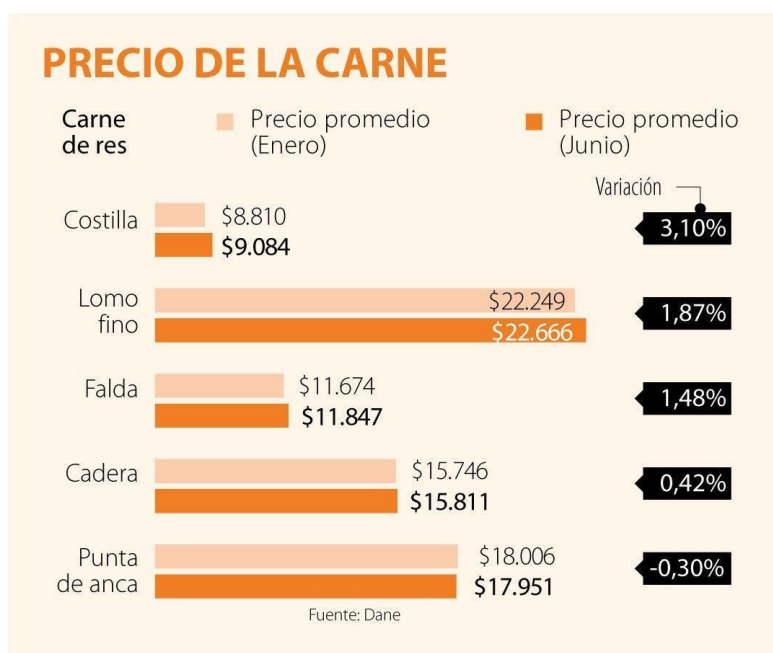 PRECIO DE LA CARNE
Carne
de res
Precio promedio
(Enero)
Precio promedio
(Junio)
Variación
Costilla
$8.810
$9.084
3,10%
Lomo
fino
$22.249
$22.666
1,87%
Falda
$11.674
$11.847
1,48%
Cadera
$15.746
$15.811
0,42%
Punta
de anca
$18.006
$17.951
-0,30%
Fuente: Dane